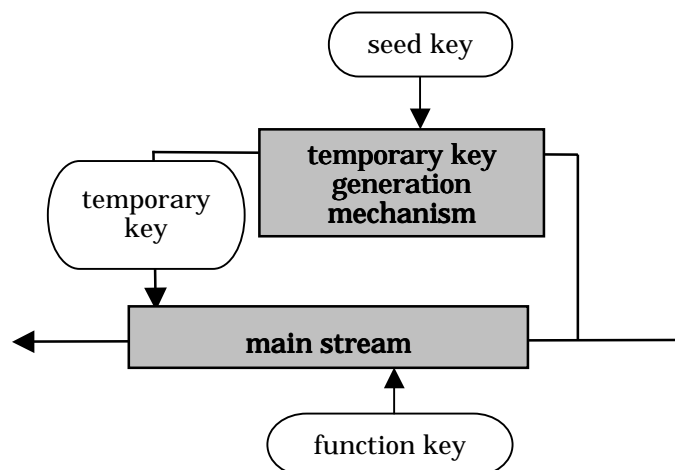 seed key
temporary key
generation
mechanism
temporary
key
main stream
function key